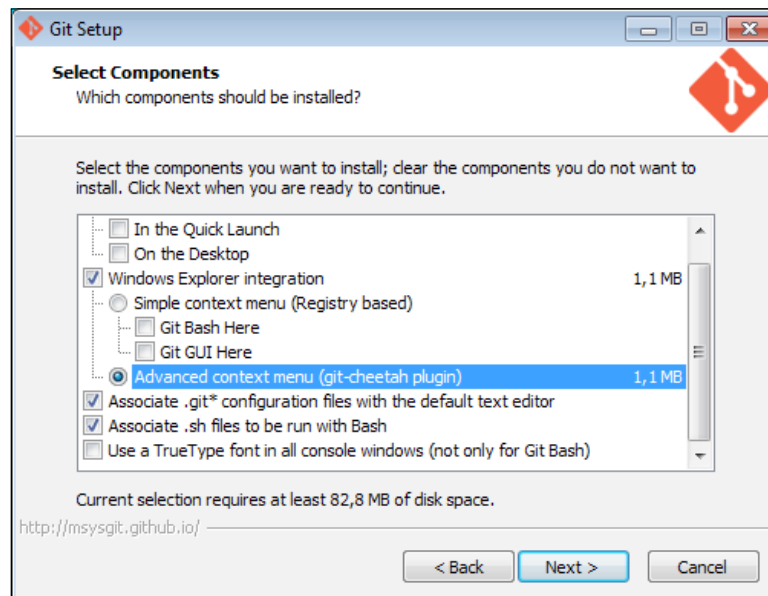 Git Setup
Select Components
Which components should be installed?
Select the components you want to install; clear the components you do not want to
install. Click Next when you are ready to continue.
In the Quick Launch
On the Desktop
Windows Explorer integration 1,1 MB
Simple context menu (Registry based)
Git Bash Here
Git GUI Here
Advanced context menu (git-cheetah plugin) 1,1 MB
Associate .git* configuration files with the default text editor
Associate .sh files to be run with Bash
Use a TrueType font in all console windows (not only for Git Bash)
Current selection requires at least 82,8 MB of disk space.
http://msysgit.github.io/
< Back Next > Cancel